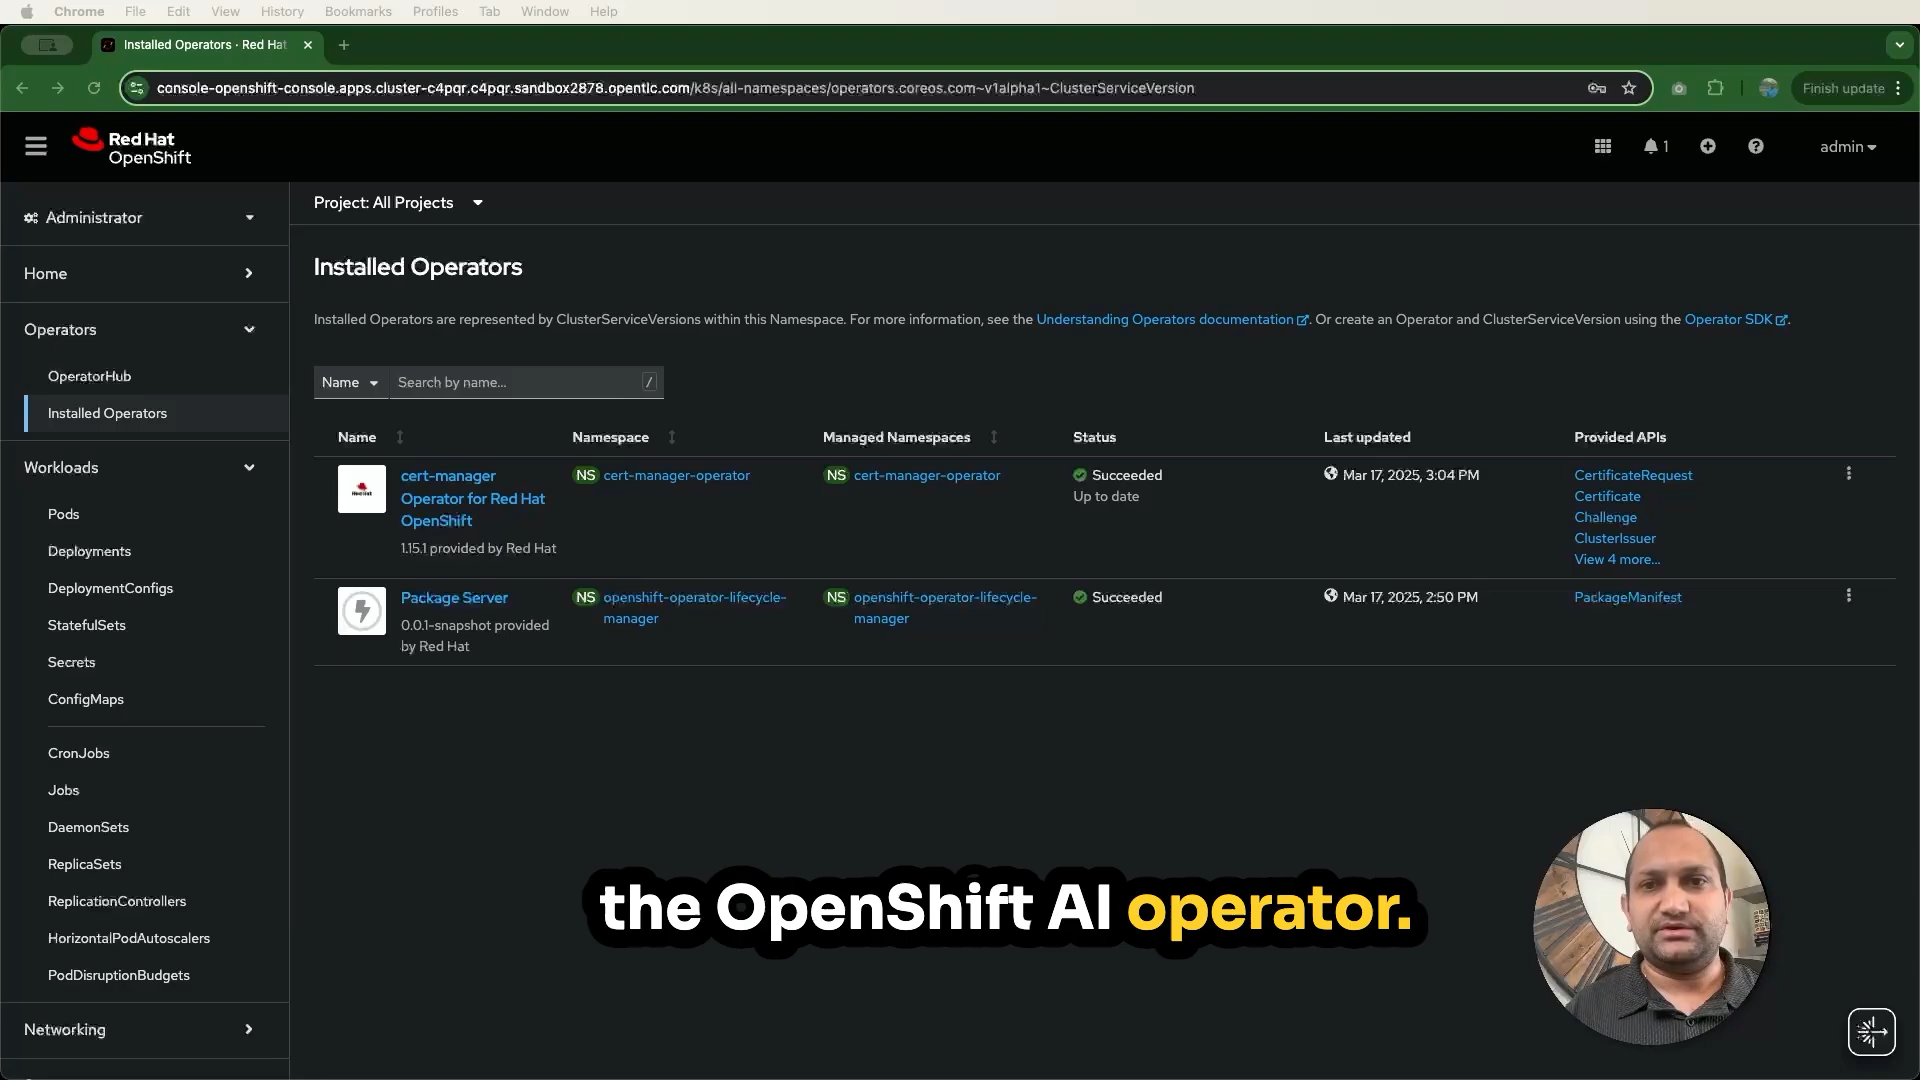 Chrome File Edit View History Bookmarks Profiles Tab Window Help
Installed Operators · Red Hat
console-openshift-console.apps.cluster-c4pqr.c4pqr.sandbox2878.opentlc.com/k8s/all-namespaces/operators.coreos.com~v1alpha1~ClusterServiceVersion
Finish update
Red Hat
OpenShift
1
admin
Administrator
Home
Operators
OperatorHub
Installed Operators
Workloads
Pods
Deployments
DeploymentConfigs
StatefulSets
Secrets
ConfigMaps
CronJobs
Jobs
DaemonSets
ReplicaSets
ReplicationControllers
HorizontalPodAutoscalers
PodDisruptionBudgets
Networking
Project: All Projects
Installed Operators
Installed Operators are represented by ClusterServiceVersions within this Namespace. For more information, see the Understanding Operators documentation. Or create an Operator and ClusterServiceVersion using the Operator SDK.
Name Search by name... /
Name Namespace Managed Namespaces Status Last updated Provided APIs
cert-manager NS cert-manager-operator NS cert-manager-operator Succeeded Mar 17, 2025, 3:04 PM CertificateRequest
Operator for Red Hat Up to date Certificate
OpenShift Challenge
1.15.1 provided by Red Hat ClusterIssuer
View 4 more...
Package Server NS openshift-operator-lifecycle- NS openshift-operator-lifecycle- Succeeded Mar 17, 2025, 2:50 PM PackageManifest
manager manager
0.0.1-snapshot provided
by Red Hat
the OpenShift AI operator.